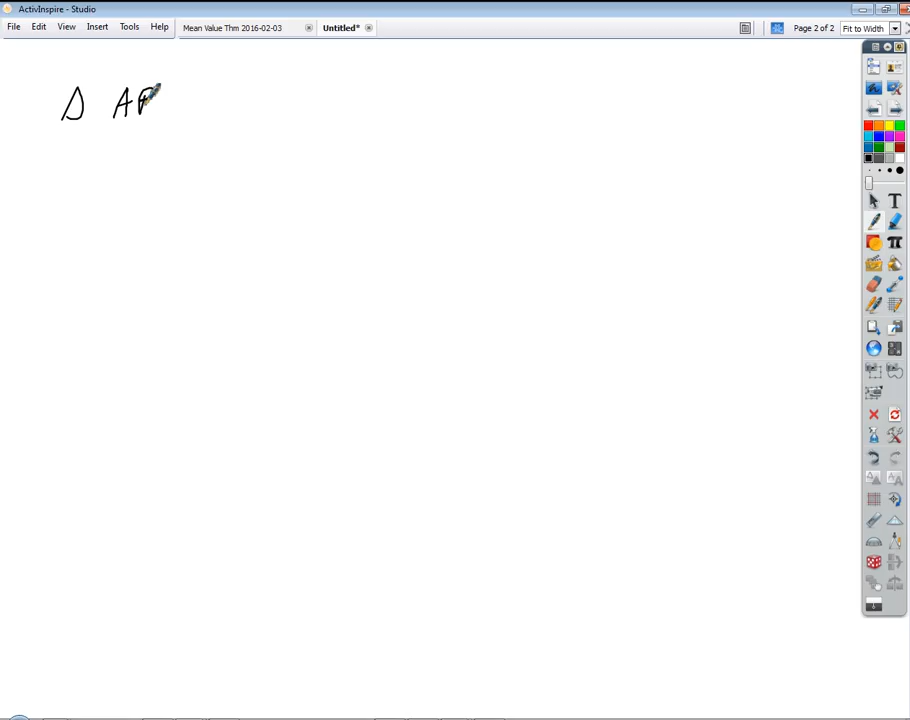 ActivInspire - Studio
File Edit View Insert Tools Help Mean Value Thm 2016-02-03 Untitled* Page 2 of 2 Fit to Width
Δ A